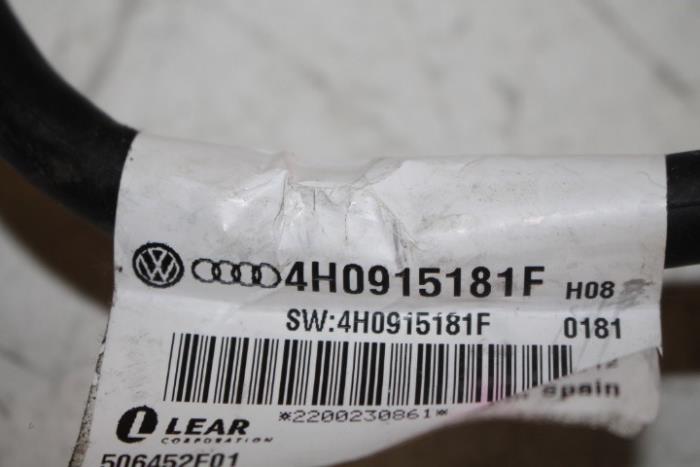 4H0915181F H08
SW:4H0915181F 0181
spain
*2200230861*
LEAR
CORPORATION
506452E01